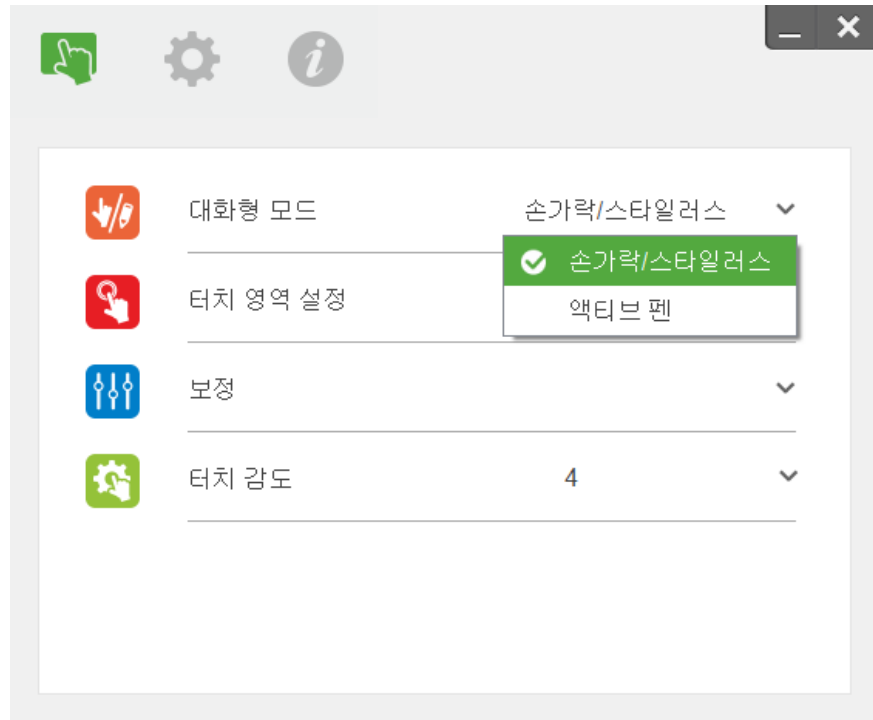 대화형 모드 손가락/스타일러스
손가락/스타일러스
터치 영역 설정
액티브 펜
보정
터치 감도 4